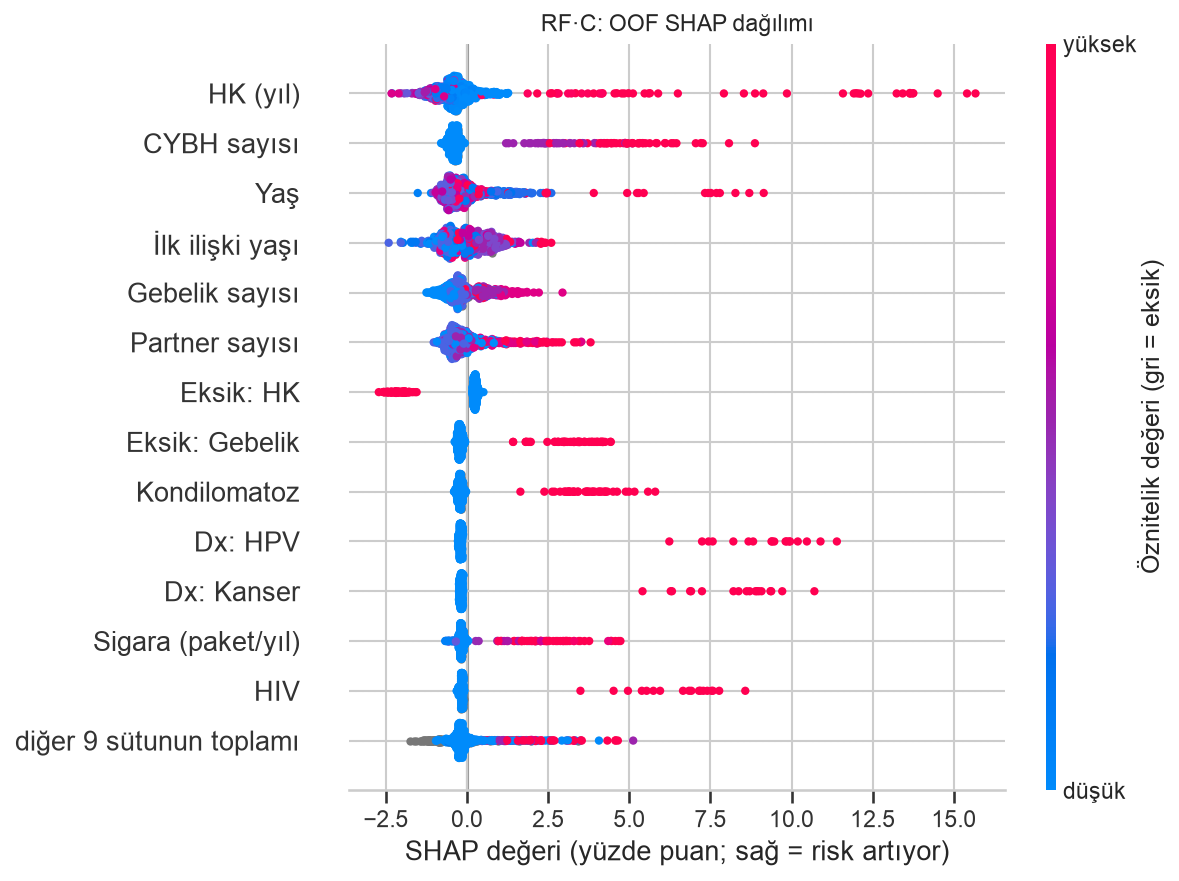 RF·C: OOF SHAP dağılımı
yüksek
HK (yıl)
CYBH sayısı
Yaş
İlk ilişki yaşı
Gebelik sayısı
Partner sayısı
Eksik: HK
Eksik: Gebelik
Kondilomatoz
Dx: HPV
Dx: Kanser
Sigara (paket/yıl)
HIV
diğer 9 sütunun toplamı
Öznitelik değeri (gri = eksik)
düşük
−2.5 0.0 2.5 5.0 7.5 10.0 12.5 15.0
SHAP değeri (yüzde puan; sağ = risk artıyor)